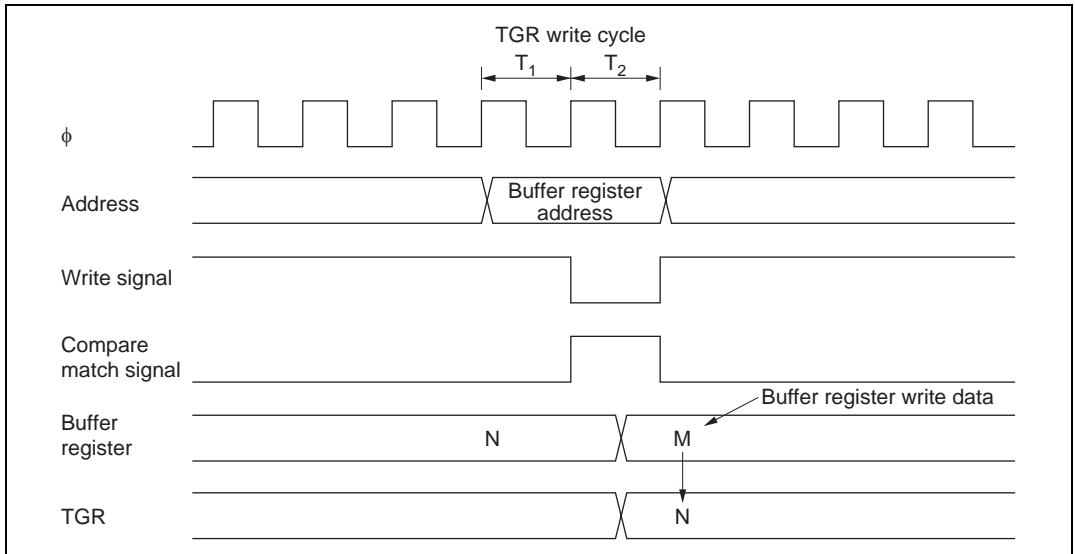 TGR write cycle
T1 T2
ϕ
Address
Buffer register
address
Write signal
Compare
match signal
Buffer register write data
Buffer
register
N M
TGR
N